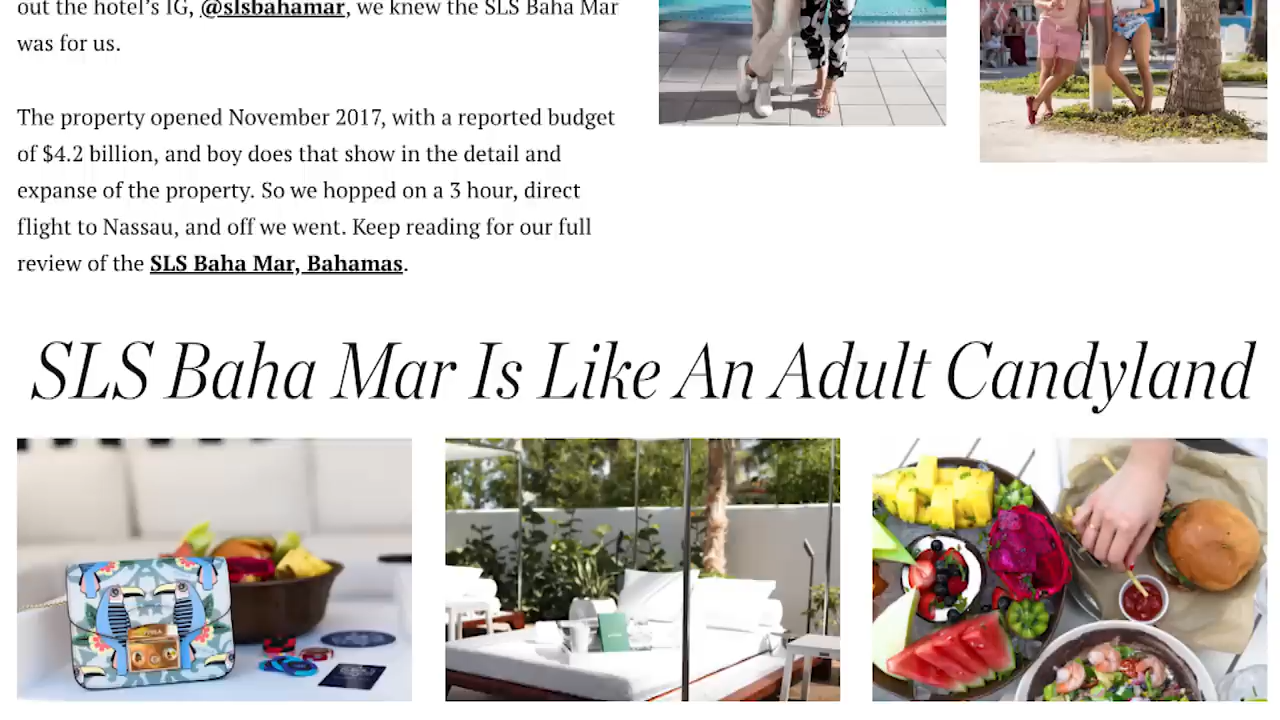 out the hotel's IG, @slsbahamar, we knew the SLS Baha Mar
was for us.
The property opened November 2017, with a reported budget
of $4.2 billion, and boy does that show in the detail and
expanse of the property. So we hopped on a 3 hour, direct
flight to Nassau, and off we went. Keep reading for our full
review of the SLS Baha Mar, Bahamas.
SLS Baha Mar Is Like An Adult Candyland